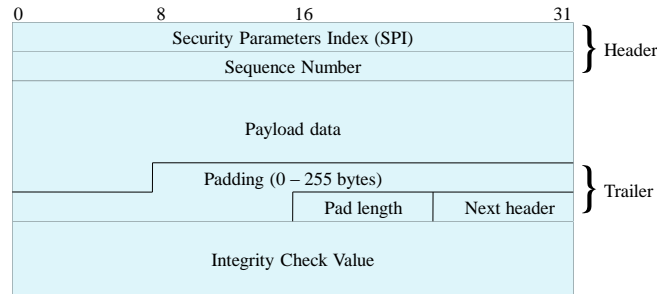 0 8 16 31
Security Parameters Index (SPI)
Header
Sequence Number
Payload data
Padding (0 – 255 bytes)
Trailer
Pad length Next header
Integrity Check Value